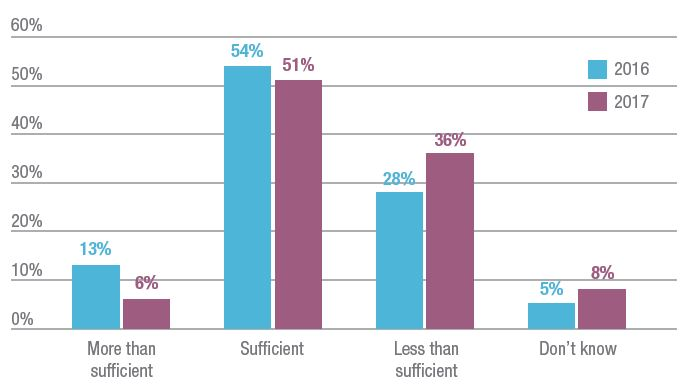 60%
54%
51%
2016
50%
2017
40%
36%
30%
28%
20%
13%
10%
6%
8%
5%
0%
More than
sufficient
Sufficient
Less than
sufficient
Don’t know